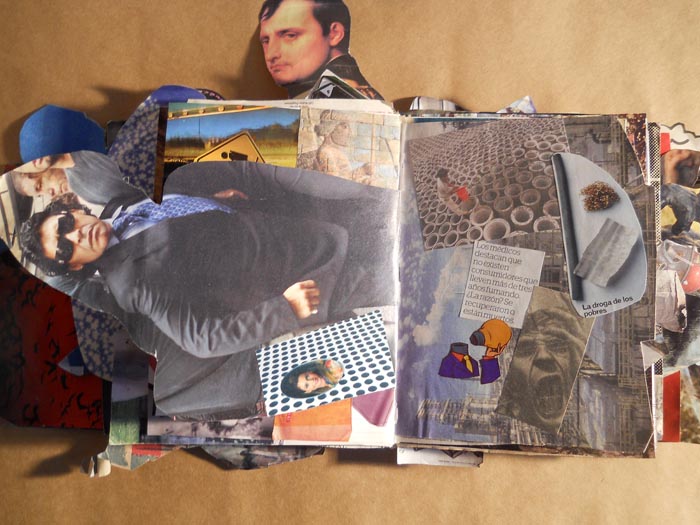 Los médicos
destacan que
no existen
consumidores que
lleven más de tres
años fumando.
¿La razón? Se
recuperaron o
están muertos
La droga de los
pobres